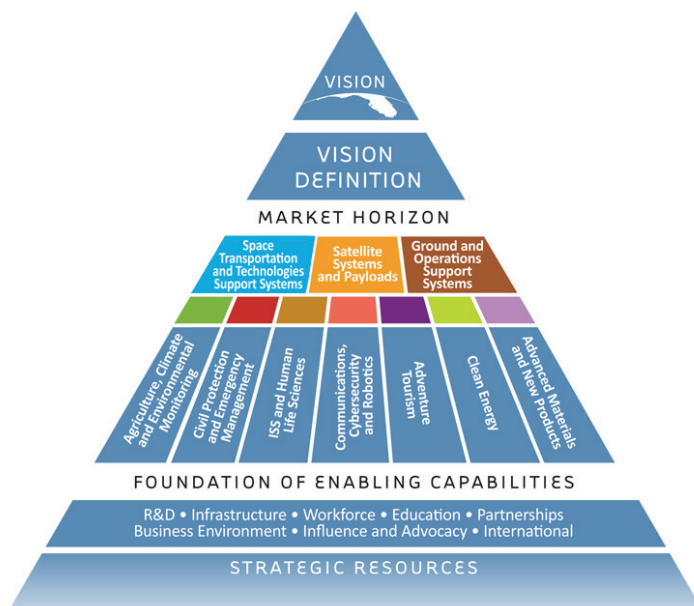 VISION
VISION
DEFINITION
MARKET HORIZON
Space
Transportation
and Technologies
Support Systems
Satellite
Systems
and Payloads
Ground and
Operations
Support
Systems
Agriculture, Climate
and Environmental
Monitoring
Civil Protection
and Emergency
Management
ISS and Human
Life Sciences
Communications,
Cybersecurity
and Robotics
Adventure
Tourism
Clean Energy
Advanced Materials
and New Products
FOUNDATION OF ENABLING CAPABILITIES
R&D • Infrastructure • Workforce • Education • Partnerships
Business Environment • Influence and Advocacy • International
STRATEGIC RESOURCES